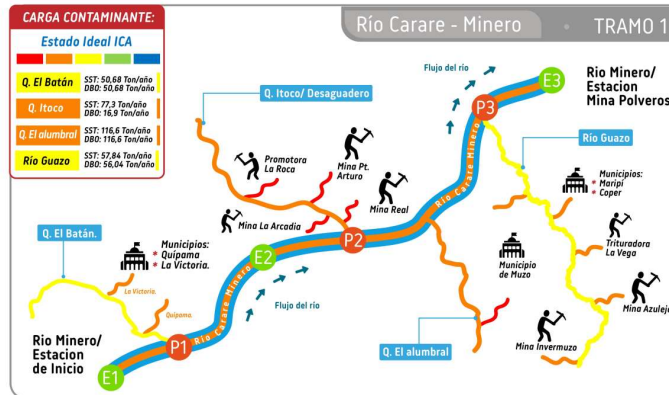 CARGA CONTAMINANTE:
Estado Ideal ICA
Q. El Batán
SST: 50,68 Ton/año
DBO: 50,68 Ton/año
Q. Itoco
SST: 77,3 Ton/año
DBO: 16,9 Ton/año
Q. El alumbral
SST: 116,6 Ton/año
DBO: 116,6 Ton/año
Río Guazo
SST: 57,84 Ton/año
DBO: 56,04 Ton/año
Río Carare - Minero
TRAMO 1
Flujo del río
E3
Rio Minero/
Estacion
Mina Polveros
Q. Itoco/ Desaguadero
P3
Río Guazo
Promotora
La Roca
Mina Pt.
Arturo
Municipios:
* Maripí
* Coper
Mina Real
Río Carare Minero
Mina La Arcadia
P2
Q. El Batán.
Municipios:
* Quípama
* La Victoria.
E2
Municipio
de Muzo
Trituradora
La Vega
La Victoria.
Quípama.
Flujo del río
Río Carare Minero
Mina Azulejo
Rio Minero/
Estacion
de Inicio
P1
E1
Q. El alumbral
Mina Invermuzo